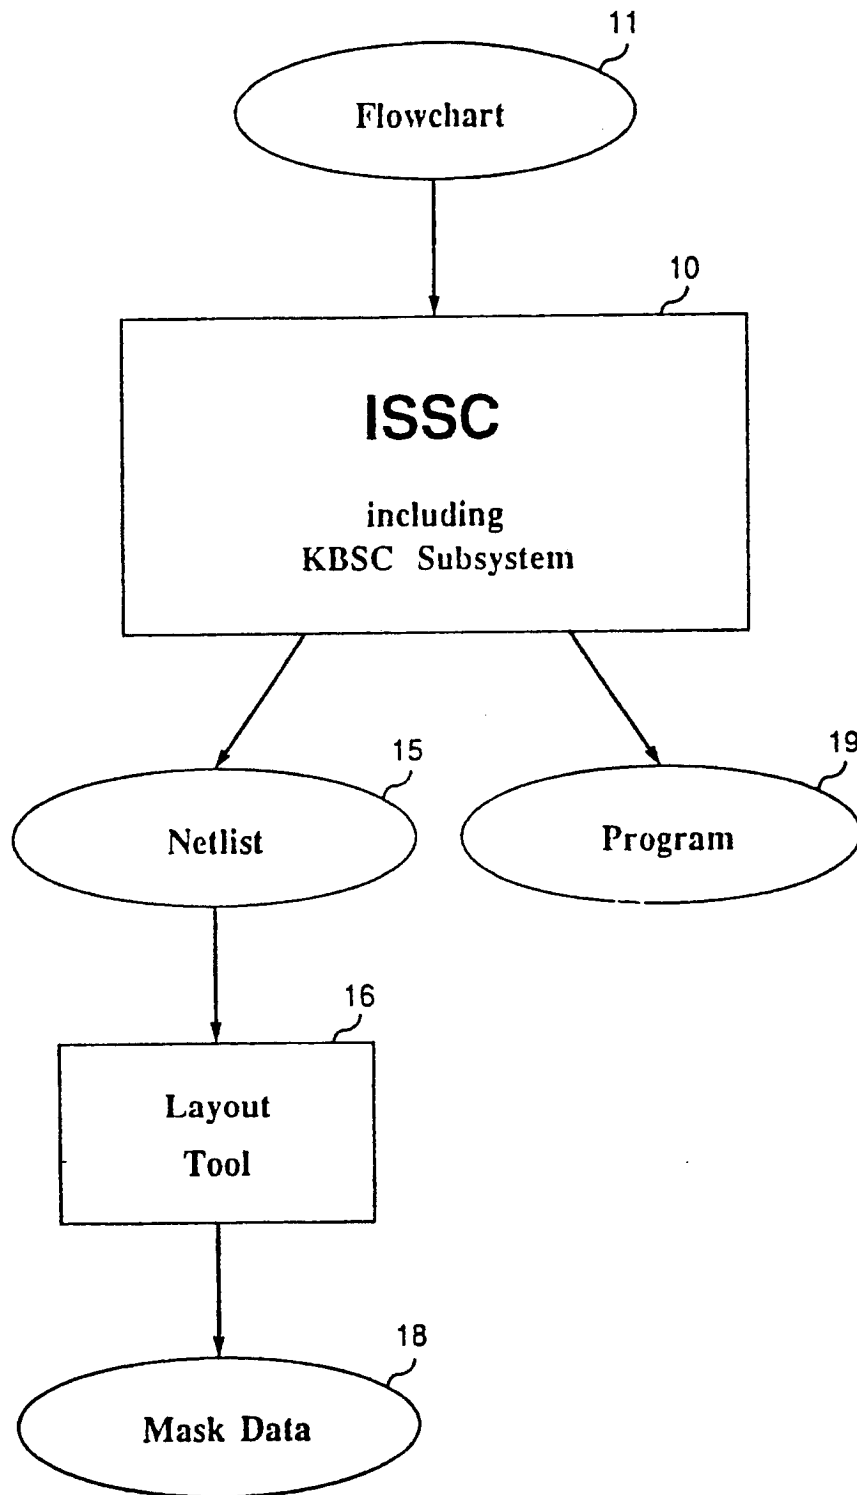 11
Flowchart
10
ISSC
including
KBSC Subsystem
15
Netlist
19
Program
16
Layout
Tool
18
Mask Data